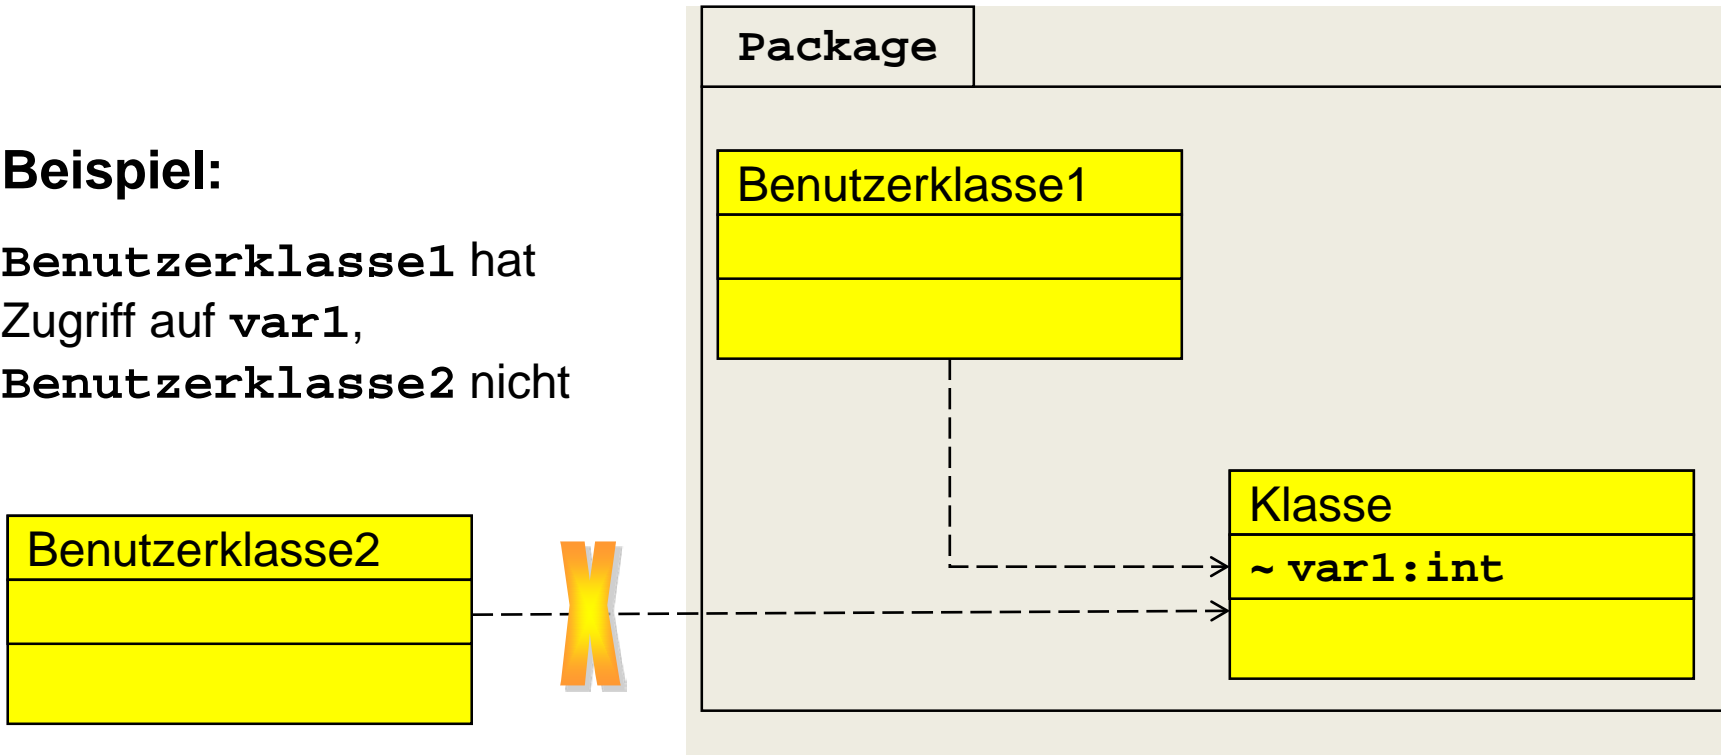 Package
Beispiel:
Benutzerklasse1
Benutzerklasse1 hat
Zugriff auf var1,
Benutzerklasse2 nicht
Klasse
~ var1:int
Benutzerklasse2
X